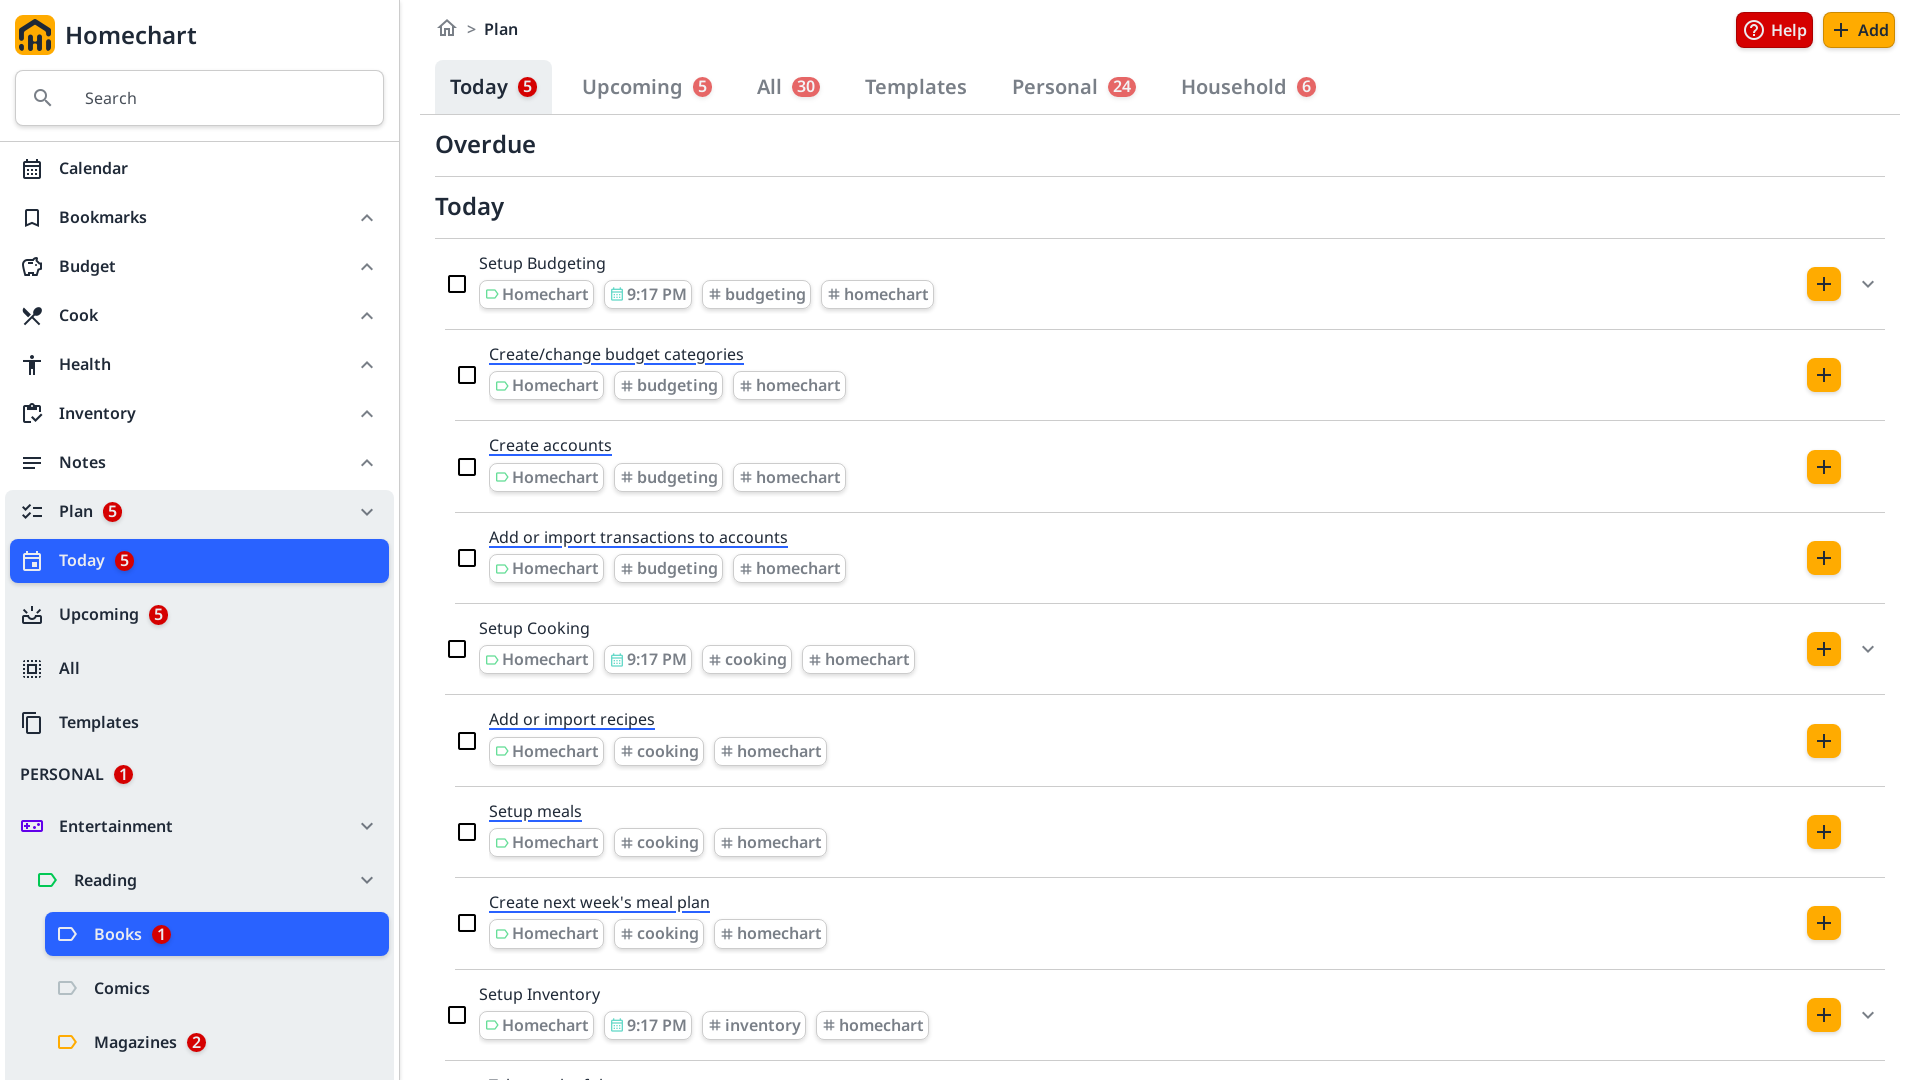 Homechart
Search
Calendar
Bookmarks
Budget
Cook
Health
Inventory
Notes
Plan 5
Today 5
Upcoming 5
All
Templates
PERSONAL 1
Entertainment
Reading
Books 1
Comics
Magazines 2
> Plan
Help
Add
Today 5 Upcoming 5 All 30 Templates Personal 24 Household 6
Overdue
Today
Setup Budgeting
Homechart 9:17 PM # budgeting # homechart
Create/change budget categories
Homechart # budgeting # homechart
Create accounts
Homechart # budgeting # homechart
Add or import transactions to accounts
Homechart # budgeting # homechart
Setup Cooking
Homechart 9:17 PM # cooking # homechart
Add or import recipes
Homechart # cooking # homechart
Setup meals
Homechart # cooking # homechart
Create next week's meal plan
Homechart # cooking # homechart
Setup Inventory
Homechart 9:17 PM # inventory # homechart